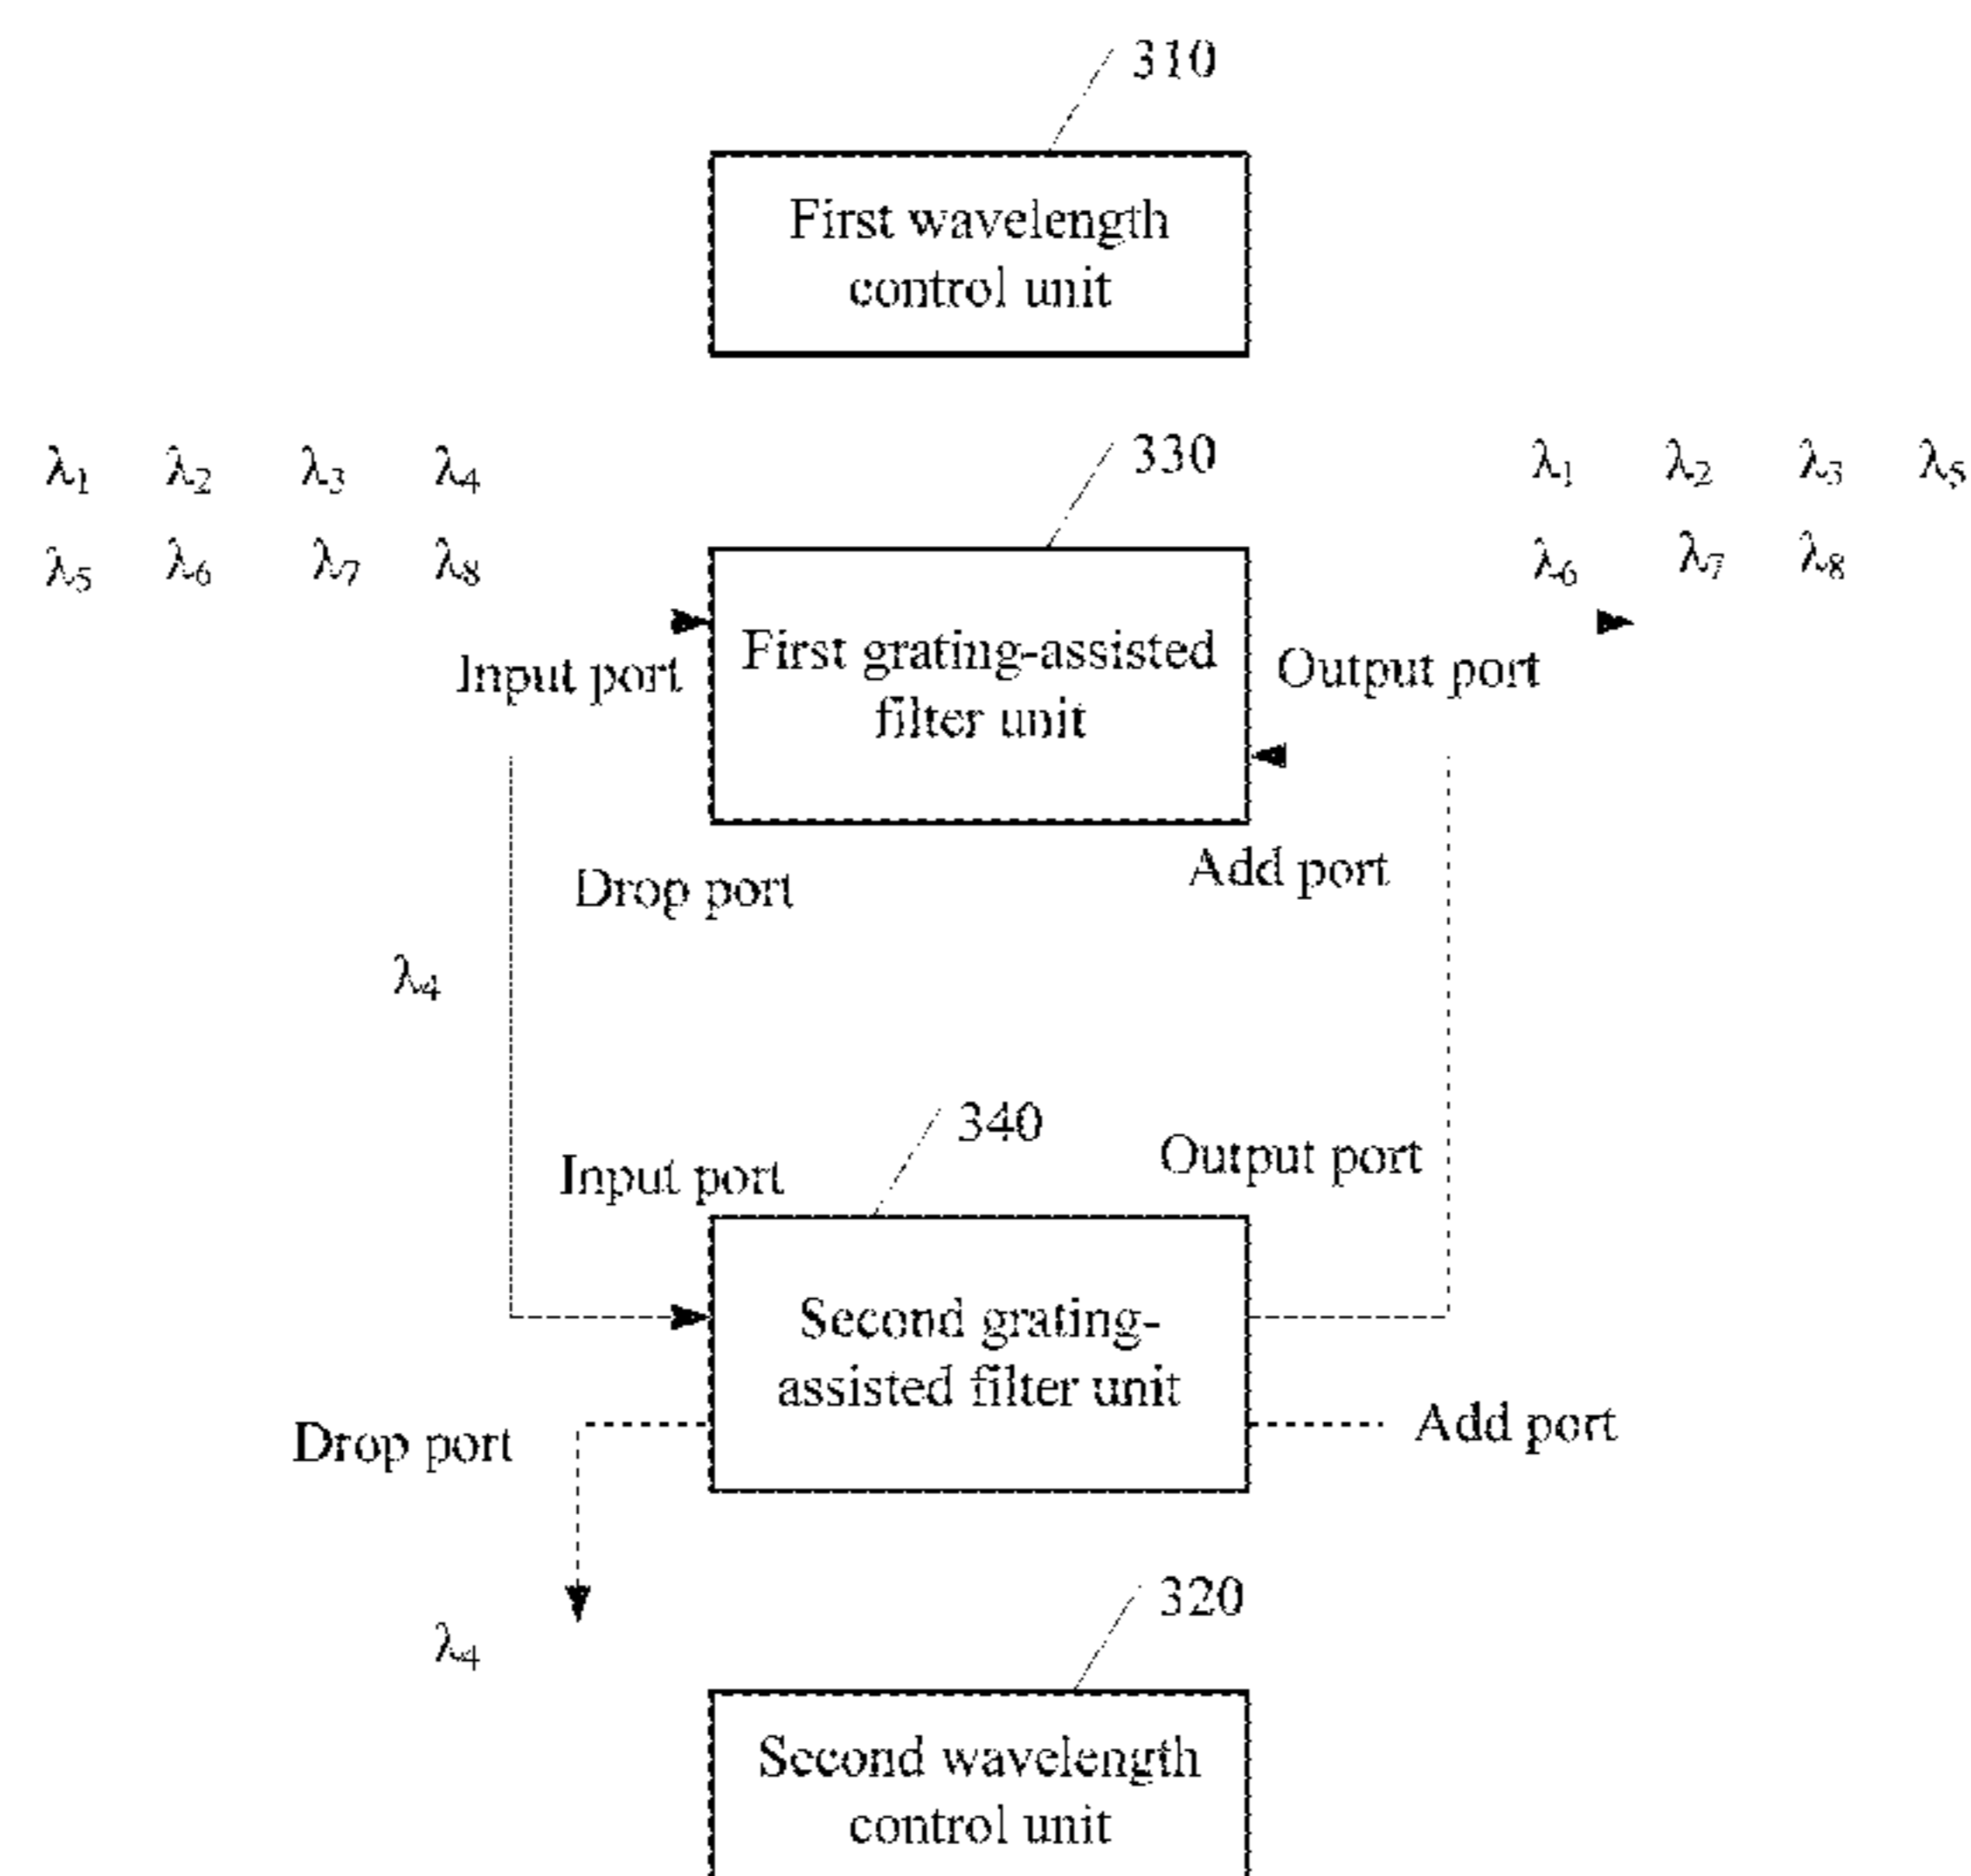 310
First wavelength
control unit
λ1 λ2 λ3 λ4
λ5 λ6 λ7 λ8
330
λ1 λ2 λ3 λ5
λ6 λ7 λ8
Input port
First grating-assisted
filter unit
Output port
Drop port
Add port
λ4
340
Input port
Output port
Second grating-
assisted filter unit
Drop port
Add port
λ4
320
Second wavelength
control unit